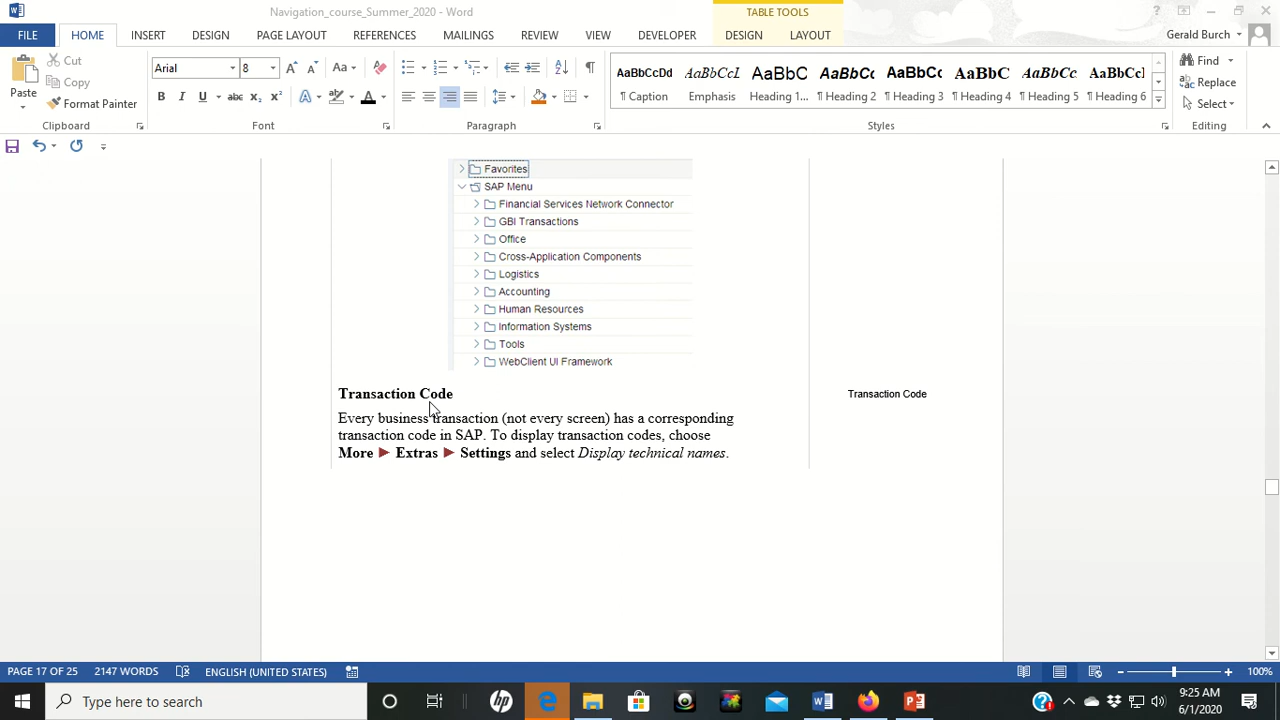 Navigation_course_Summer_2020 - Word
TABLE TOOLS
FILE HOME INSERT DESIGN PAGE LAYOUT REFERENCES MAILINGS REVIEW VIEW DEVELOPER DESIGN LAYOUT Gerald Burch
Paste
Cut
Copy
Format Painter
Clipboard
Arial 8
Font
Paragraph
AaBbCcDd AaBbCcL AaBbC AaBbCc AaBbCc AaBbC AaBbCc AaBbCc
¶ Caption Emphasis Heading 1... ¶ Heading 2 ¶ Heading 3 ¶ Heading 4 ¶ Heading 5 ¶ Heading 6
Styles
Find
Replace
Select
Editing
Favorites
SAP Menu
Financial Services Network Connector
GBI Transactions
Office
Cross-Application Components
Logistics
Accounting
Human Resources
Information Systems
Tools
WebClient UI Framework
Transaction Code
Transaction Code
Every business transaction (not every screen) has a corresponding
transaction code in SAP. To display transaction codes, choose
More ► Extras ► Settings and select Display technical names.
PAGE 17 OF 25 2147 WORDS ENGLISH (UNITED STATES) 100%
Type here to search
9:25 AM
6/1/2020